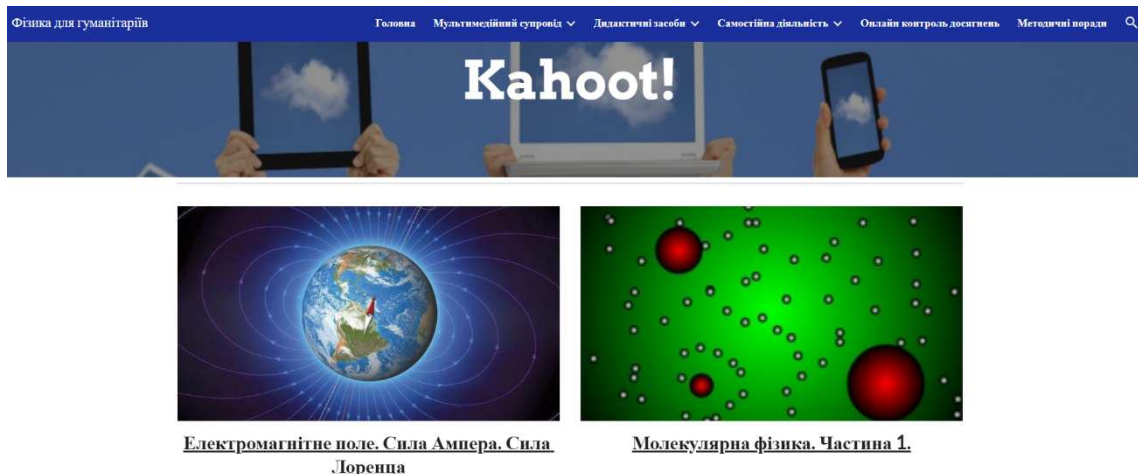 Фізика для гуманітаріїв
Головна Мультимедійний супровід Дидактичні засоби Самостійна діяльність Онлайн контроль досягнень Методичні поради
Kahoot!
Електромагнітне поле. Сила Ампера. Сила
Лоренца
Молекулярна фізика. Частина 1.